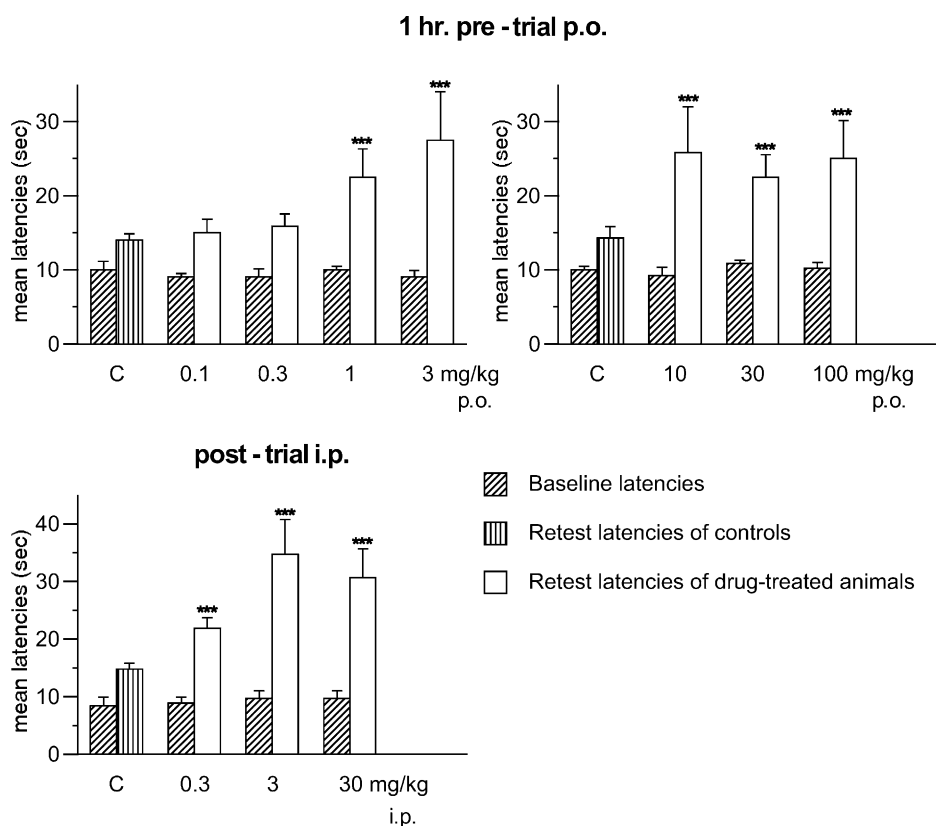 1 hr. pre - trial p.o.
mean latencies (sec)
30
20
10
0
***
***
C 0.1 0.3 1 3 mg/kg
p.o.
mean latencies (sec)
30
20
10
0
***
***
***
C 10 30 100 mg/kg
p.o.
post - trial i.p.
mean latencies (sec)
40
30
20
10
0
***
***
***
C 0.3 3 30 mg/kg
i.p.
Baseline latencies
Retest latencies of controls
Retest latencies of drug-treated animals